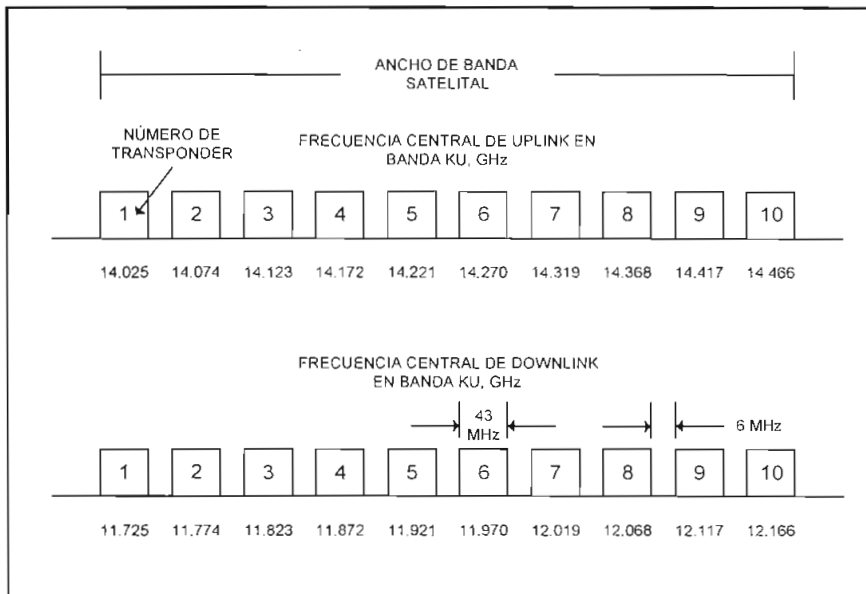 ANCHO DE BANDA
SATELITAL
NÚMERO DE
TRANSPONDER
FRECUENCIA CENTRAL DE UPLINK EN
BANDA KU, GHz
1 2 3 4 5 6 7 8 9 10
14.025 14.074 14.123 14.172 14.221 14.270 14.319 14.368 14.417 14.466
FRECUENCIA CENTRAL DE DOWNLINK
EN BANDA KU, GHz
43
MHz
6 MHz
1 2 3 4 5 6 7 8 9 10
11.725 11.774 11.823 11.872 11.921 11.970 12.019 12.068 12.117 12.166